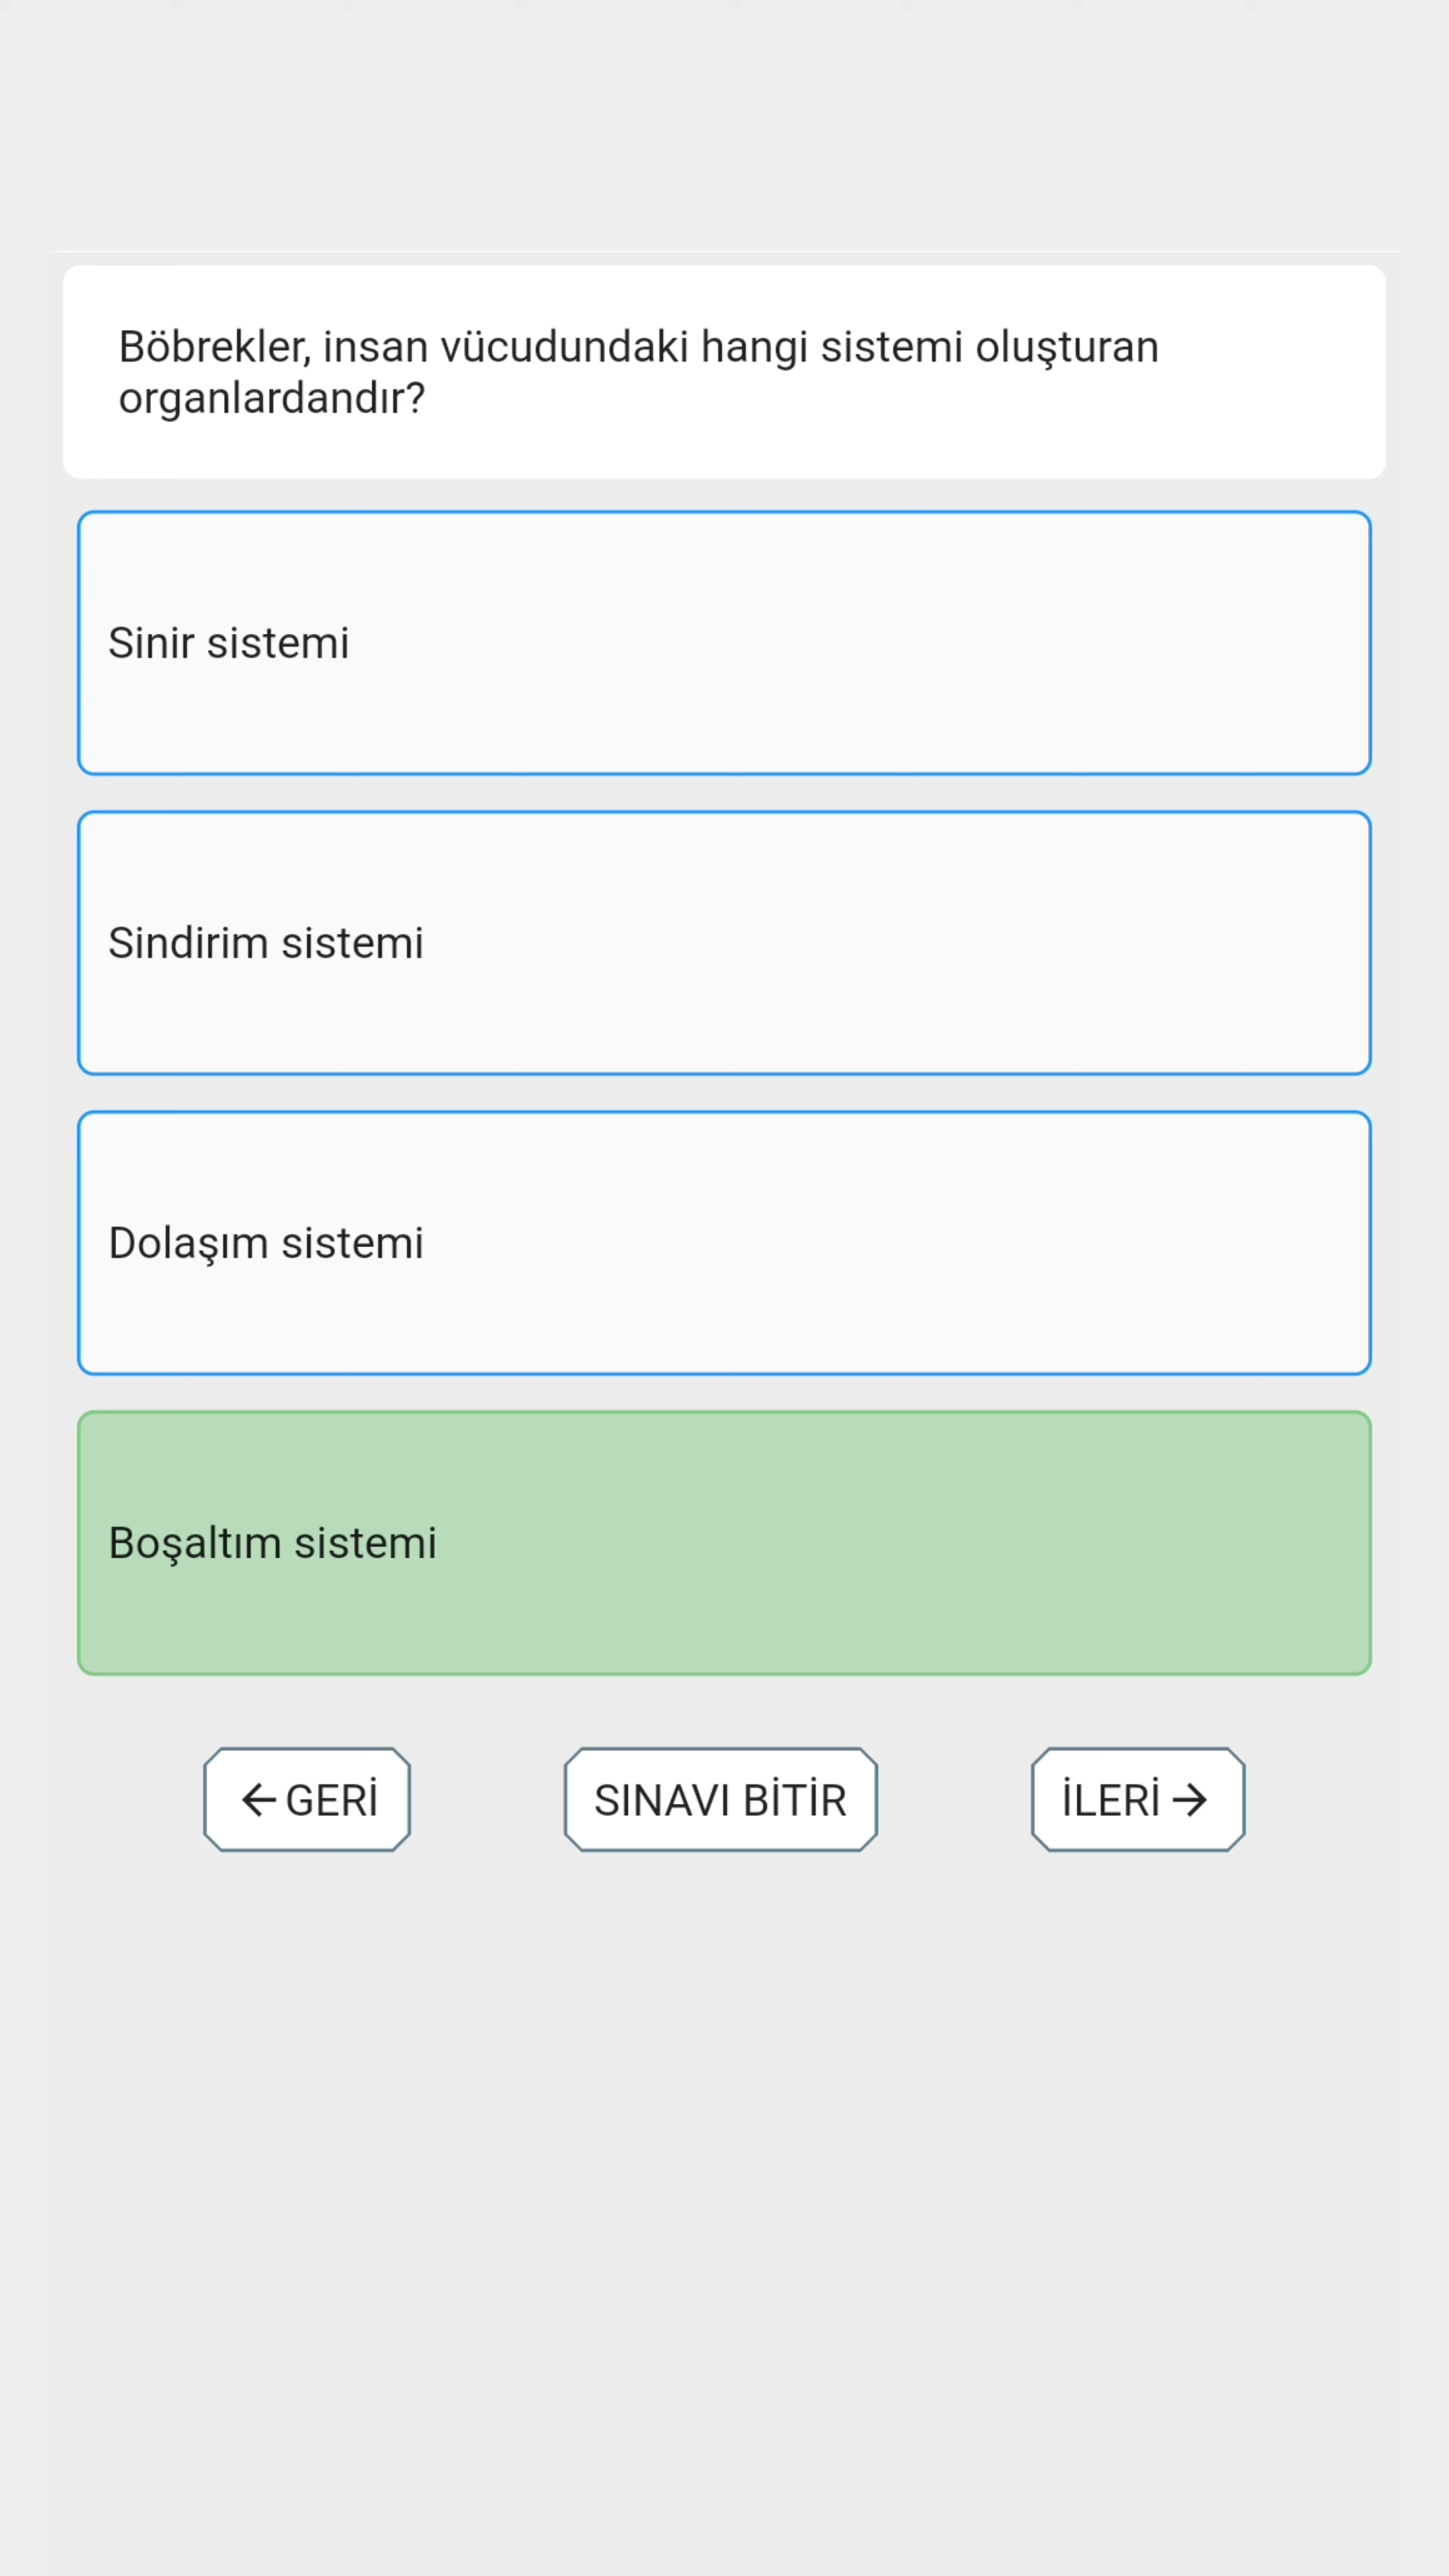 Böbrekler, insan vücudundaki hangi sistemi oluşturan
organlardandır?
Sinir sistemi
Sindirim sistemi
Dolaşım sistemi
Boşaltım sistemi
← GERİ
SINAVI BİTİR
İLERİ →